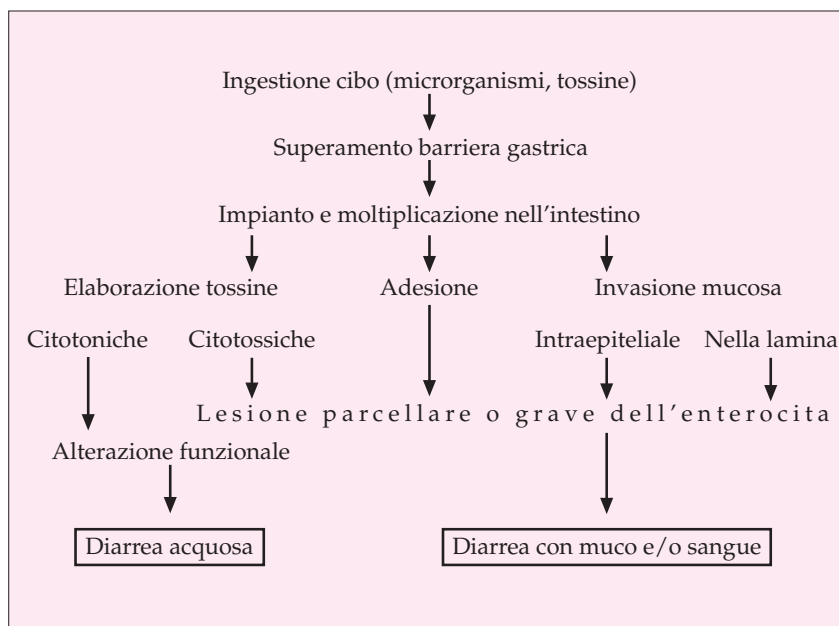 Ingestione cibo (microrganismi, tossine)
Superamento barriera gastrica
Impianto e moltiplicazione nell'intestino
Elaborazione tossine Adesione Invasione mucosa
Citotoniche Citotossiche Intraepiteliale Nella lamina
Lesione parcellare o grave dell'enterocita
Alterazione funzionale
Diarrea acquosa Diarrea con muco e/o sangue